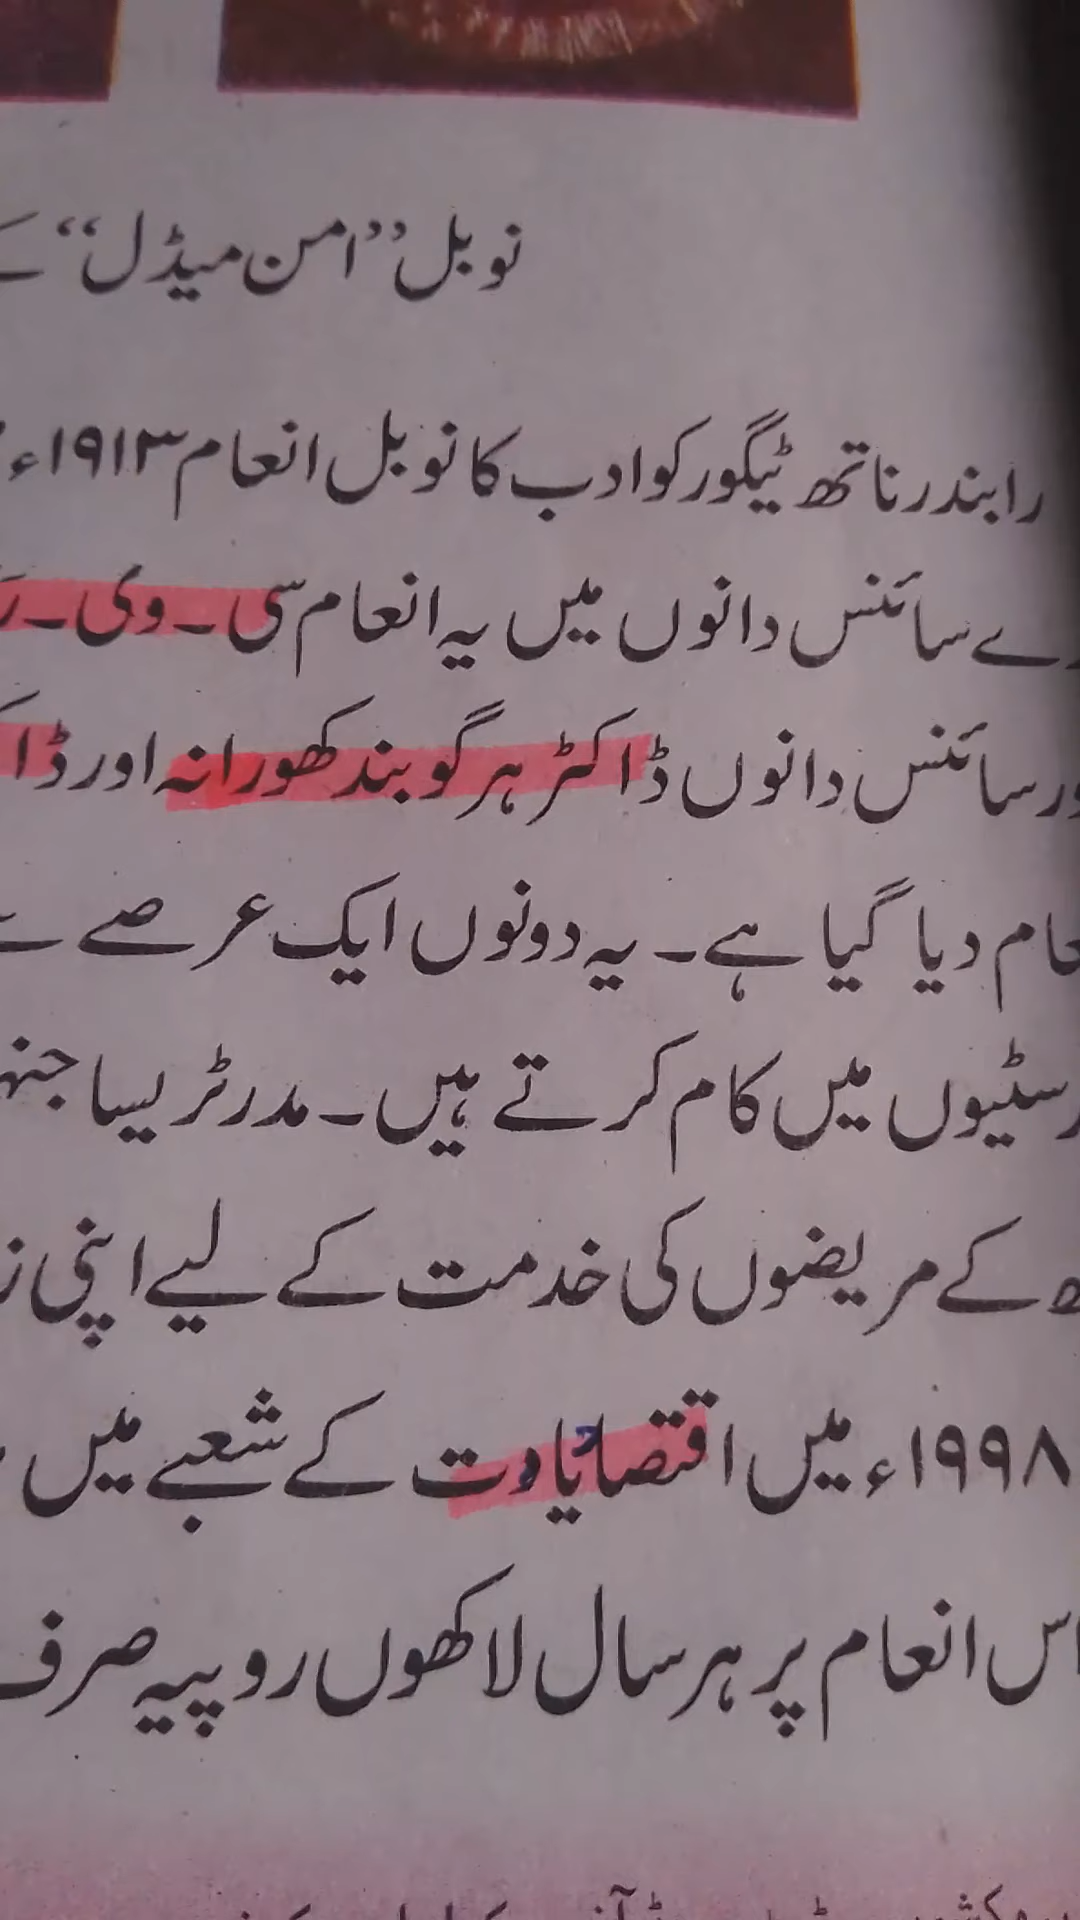 نوبل ”امن میڈل“ کے
رابندر ناتھ ٹیگور کو ادب کا نوبل انعام ۱۹۱۳ء
سائنس دانوں میں یہ انعام سی۔ وی۔
سائنس دانوں ڈاکٹر ہر گوبند کھورانہ اور
دیا گیا ہے۔ یہ دونوں ایک عرصے
میں کام کرتے ہیں۔ مدر ٹریسا
کے مریضوں کی خدمت کے لیے اپنی
۱۹۹۸ء میں اقتصایادت کے شعبے میں
اس انعام پر ہر سال لاکھوں روپیہ صرف